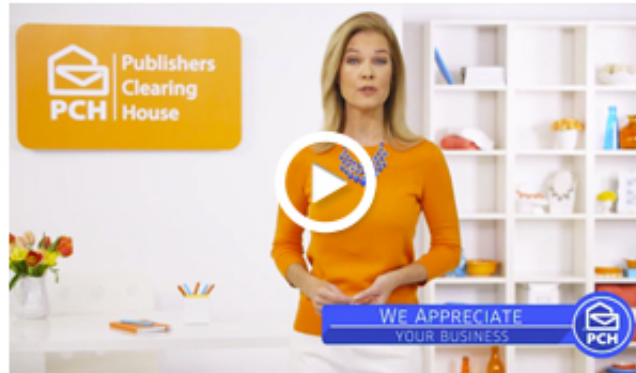 Publishers
Clearing
House
PCH
WE APPRECIATE
YOUR BUSINESS
PCH